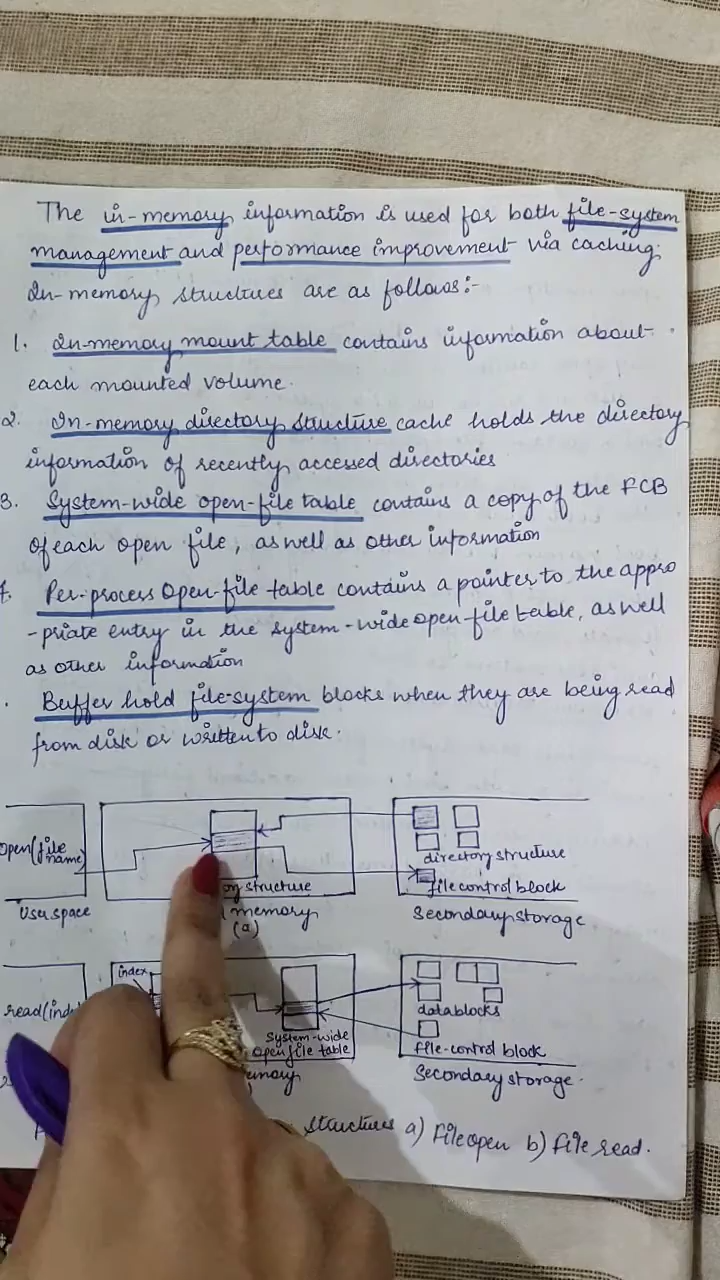 The in-memory information is used for both file-system
management and performance improvement via caching.
In-memory structures are as follows:-
1. In-memory mount table contains information about
each mounted volume.
2. In-memory directory structure cache holds the directory
information of recently accessed directories
3. System-wide open-file table contains a copy of the FCB
of each open file, as well as other information
Per-process Open-file table contains a pointer to the appro
-priate entry in the system-wide open-file table, as well
as other information
Buffer hold file-system blocks when they are being read
from disk or written to disk.
open(file
name)
directory structure
structure
file control block
User space
memory
Secondary storage
(a)
index
read(ind
data blocks
System-wide
open file table
file-control block
Secondary storage.
structures a) file open b) file read.